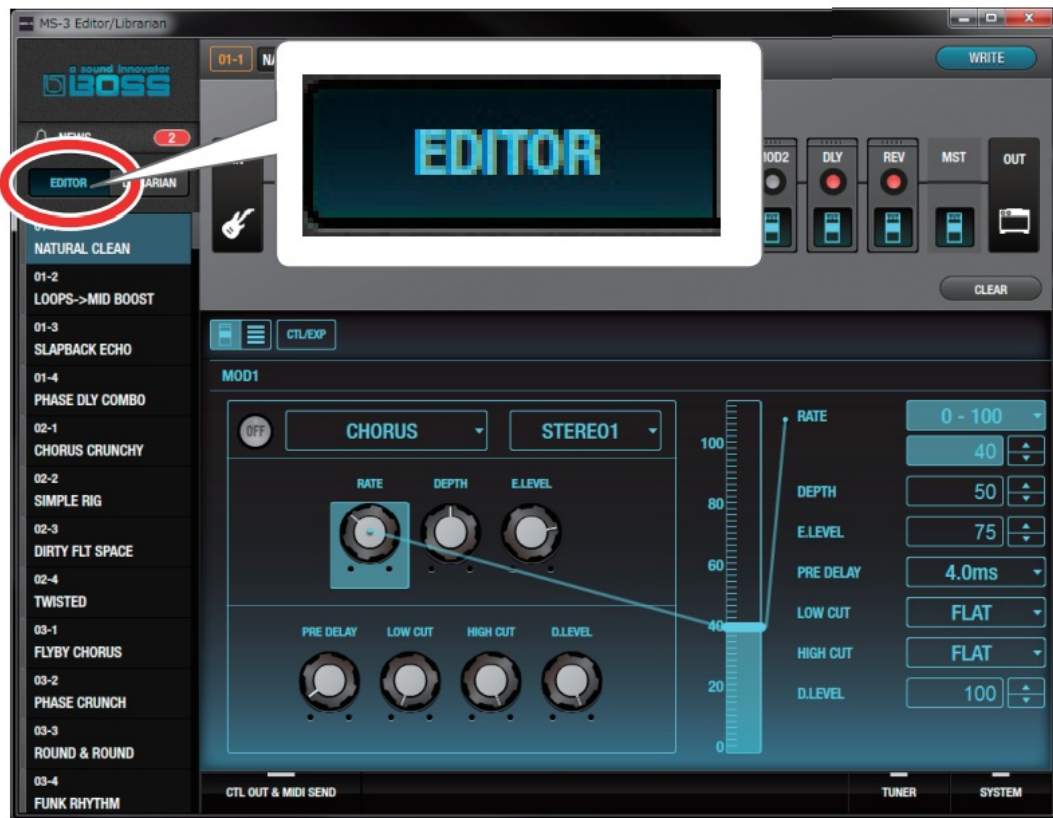 MS-3 Editor/Librarian
a sound innovator
BOSS
NEWS 2
EDITOR
01-1
WRITE
EDITOR
DLY REV MST OUT
CLEAR
NATURAL CLEAN
01-2
LOOPS->MID BOOST
01-3
SLAPBACK ECHO
01-4
PHASE DLY COMBO
02-1
CHORUS CRUNCHY
02-2
SIMPLE RIG
02-3
DIRTY FLT SPACE
02-4
TWISTED
03-1
FLYBY CHORUS
03-2
PHASE CRUNCH
03-3
ROUND & ROUND
03-4
FUNK RHYTHM
CTL/EXP
MOD1
OFF CHORUS STEREO1
RATE DEPTH E.LEVEL
PRE DELAY LOW CUT HIGH CUT D.LEVEL
100
80
60
40
20
0
RATE 0 - 100
40
DEPTH 50
E.LEVEL 75
PRE DELAY 4.0ms
LOW CUT FLAT
HIGH CUT FLAT
D.LEVEL 100
CTL OUT & MIDI SEND TUNER SYSTEM